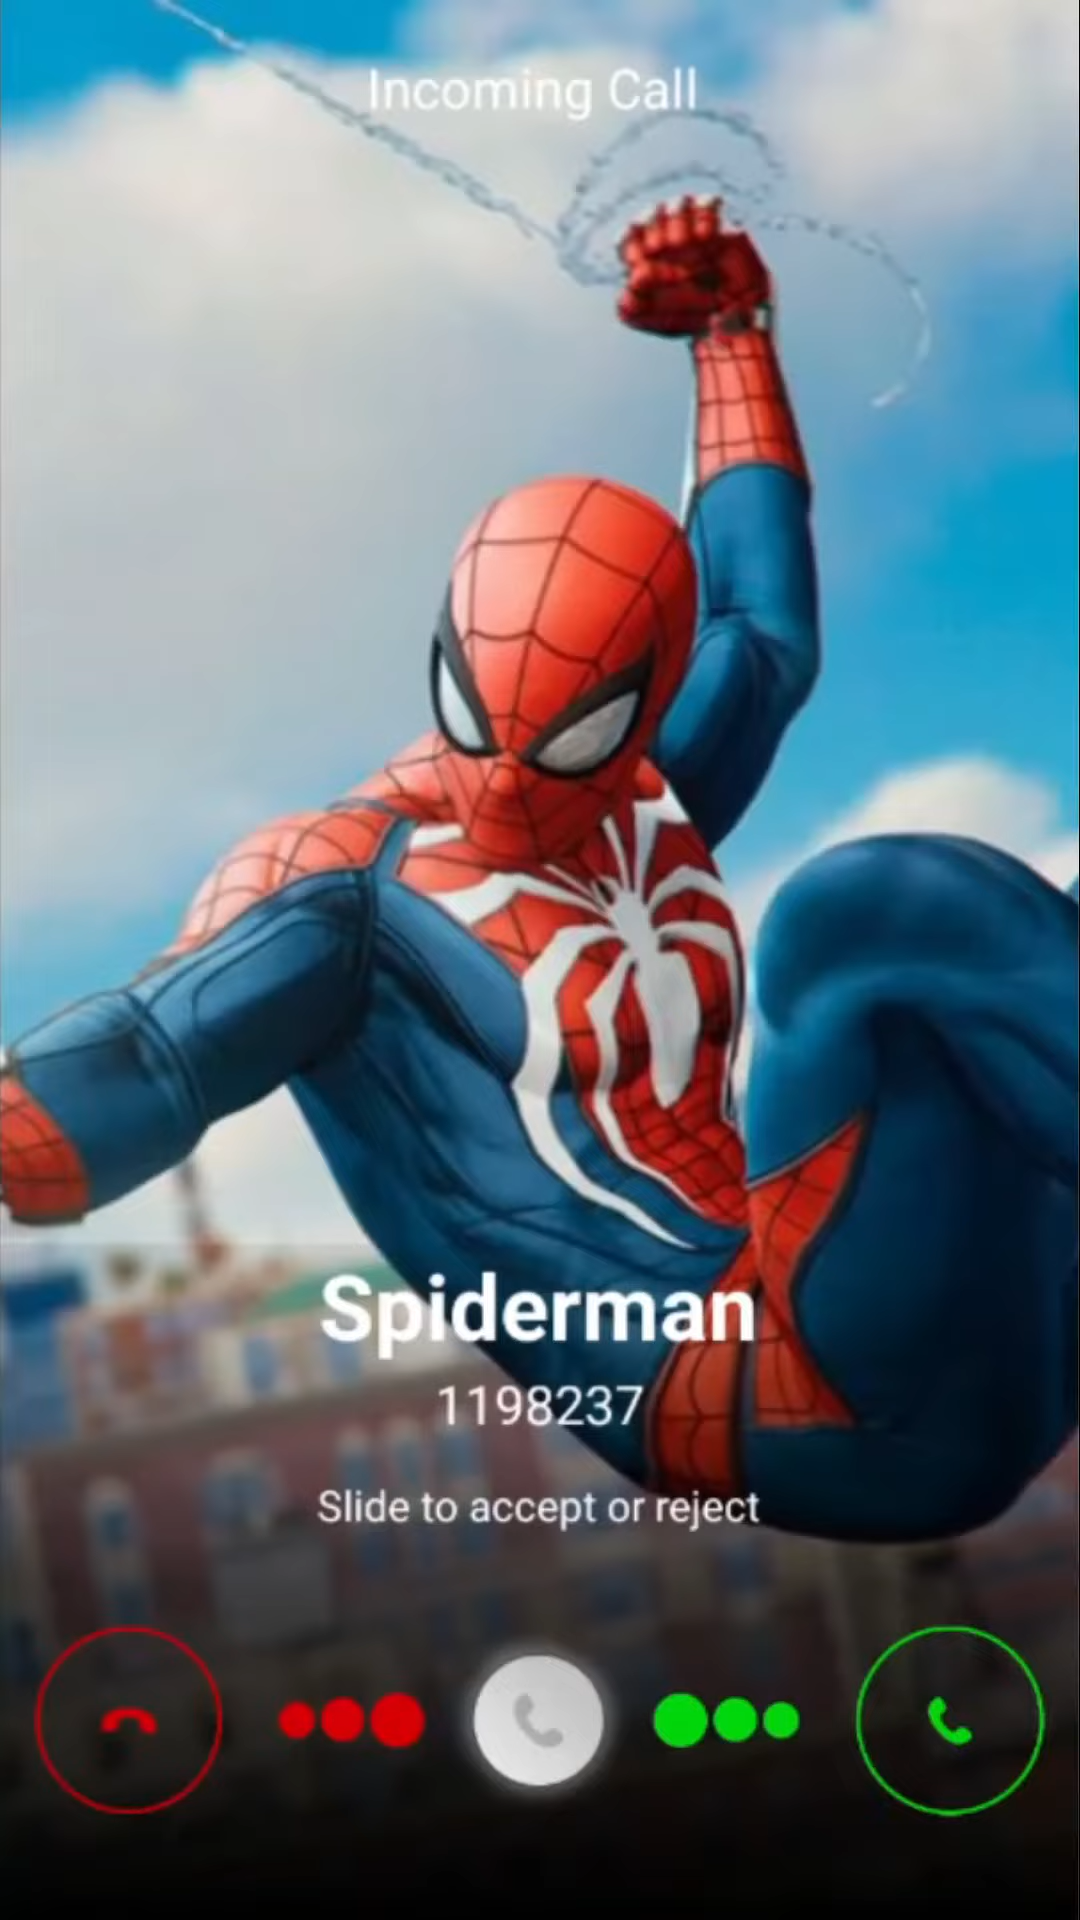 Incoming Call
Spiderman
1198237
Slide to accept or reject